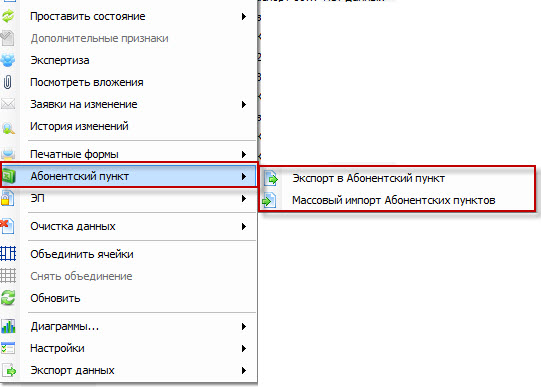 Проставить состояние
Дополнительные признаки
Экспертиза
Посмотреть вложения
Заявки на изменение
История изменений
Печатные формы
Абонентский пункт
Экспорт в Абонентский пункт
Массовый импорт Абонентских пунктов
ЭП
Очистка данных
Объединить ячейки
Снять объединение
Обновить
Диаграммы...
Настройки
Экспорт данных